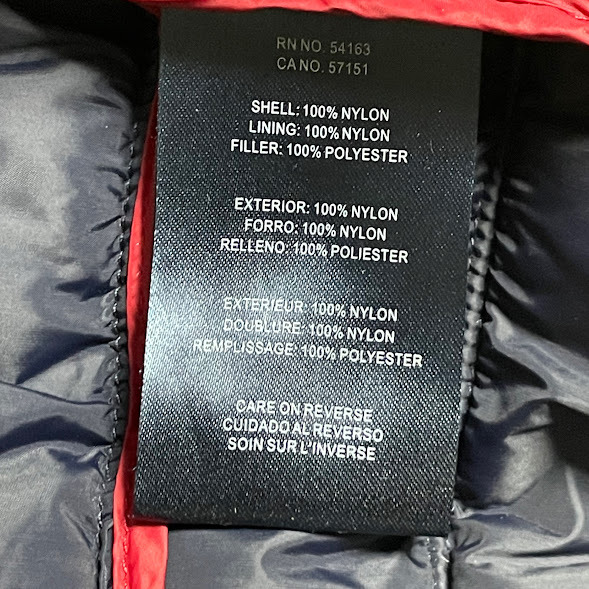 RN NO. 54163
CA NO. 57151
SHELL: 100% NYLON
LINING: 100% NYLON
FILLER: 100% POLYESTER
EXTERIOR: 100% NYLON
FORRO: 100% NYLON
RELLENO: 100% POLIESTER
EXTERIEUR: 100% NYLON
DOUBLURE: 100% NYLON
REMPLISSAGE: 100% POLYESTER
CARE ON REVERSE
CUIDADO AL REVERSO
SOIN SUR L'INVERSE